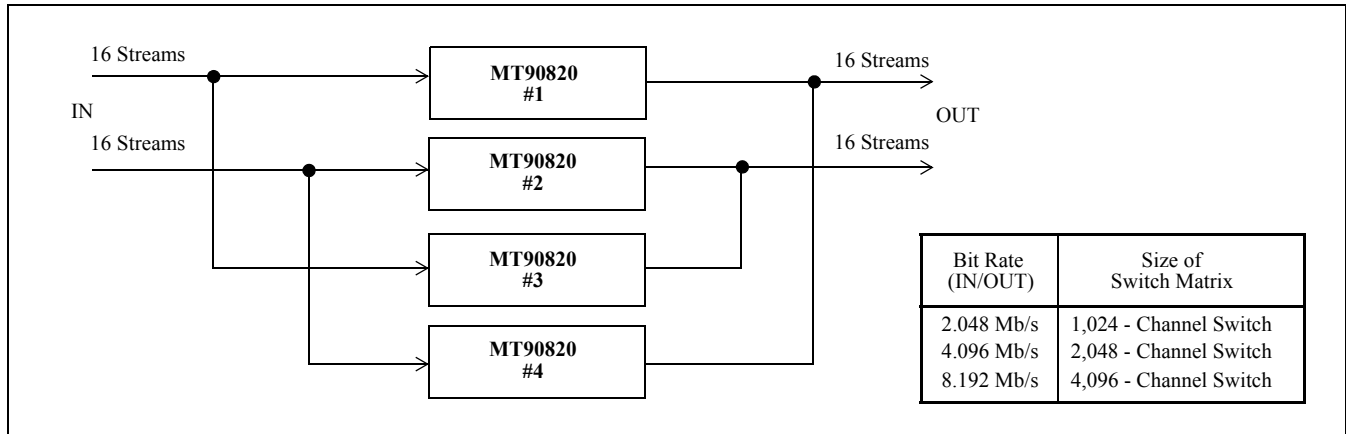 16 Streams
MT90820
#1
16 Streams
IN
OUT
16 Streams
MT90820
#2
16 Streams
MT90820
#3
MT90820
#4
Bit Rate
(IN/OUT)
Size of
Switch Matrix
2.048 Mb/s
1,024 - Channel Switch
4.096 Mb/s
2,048 - Channel Switch
8.192 Mb/s
4,096 - Channel Switch